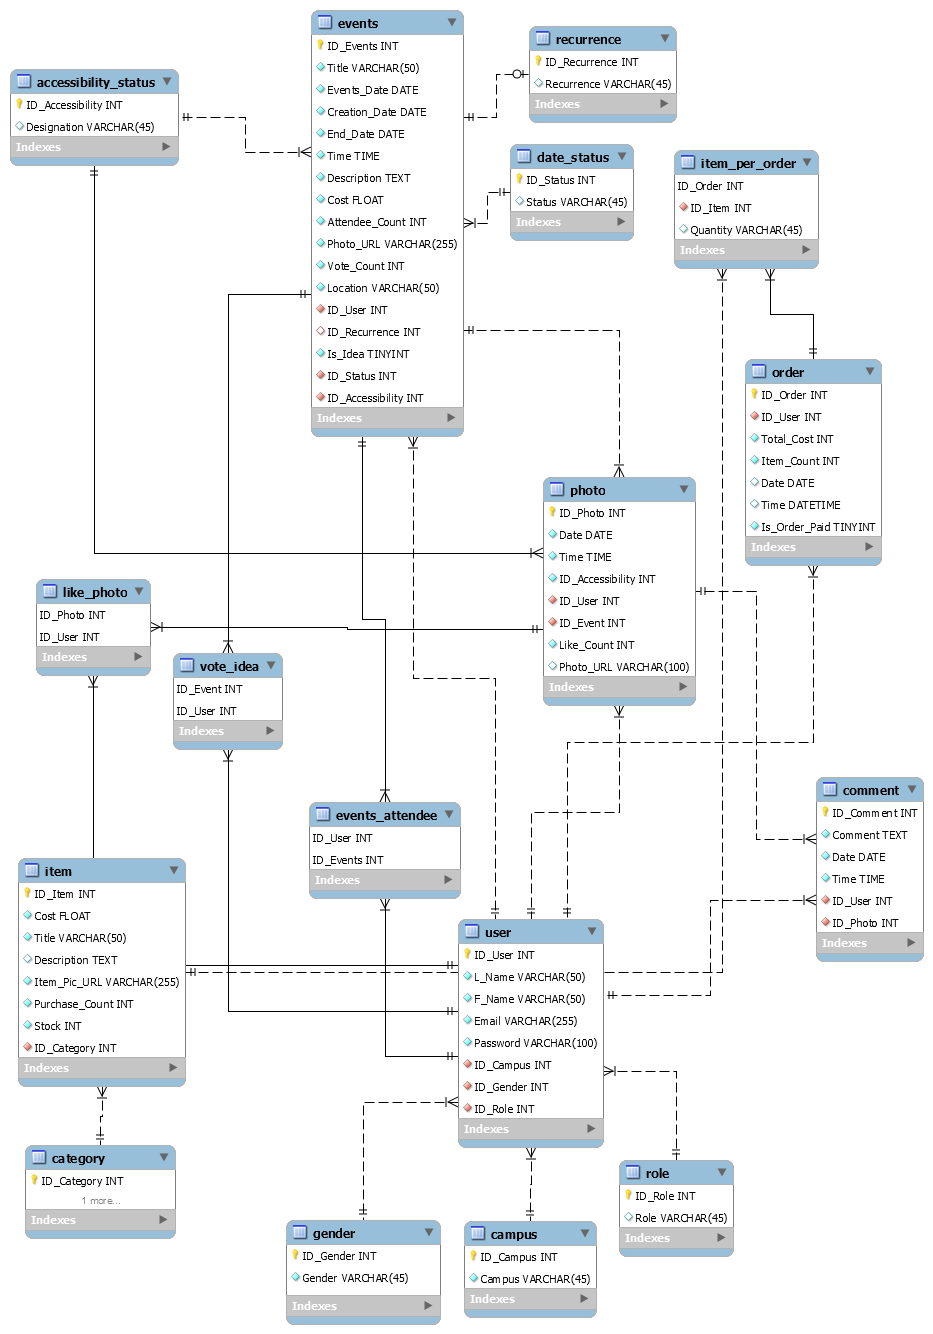 events
ID_Events INT
Title VARCHAR(50)
Events_Date DATE
Creation_Date DATE
End_Date DATE
Time TIME
Description TEXT
Cost FLOAT
Attendee_Count INT
Photo_URL VARCHAR(255)
Vote_Count INT
Location VARCHAR(50)
ID_User INT
ID_Recurrence INT
Is_Idea TINYINT
ID_Status INT
ID_Accessibility INT
Indexes
recurrence
ID_Recurrence INT
Recurrence VARCHAR(45)
Indexes
accessibility_status
ID_Accessibility INT
Designation VARCHAR(45)
Indexes
date_status
ID_Status INT
Status VARCHAR(45)
Indexes
item_per_order
ID_Order INT
ID_Item INT
Quantity VARCHAR(45)
Indexes
order
ID_Order INT
ID_User INT
Total_Cost INT
Item_Count INT
Date DATE
Time DATETIME
Is_Order_Paid TINYINT
Indexes
photo
ID_Photo INT
Date DATE
Time TIME
ID_Accessibility INT
ID_User INT
ID_Event INT
Like_Count INT
Photo_URL VARCHAR(100)
Indexes
like_photo
ID_Photo INT
ID_User INT
Indexes
vote_idea
ID_Event INT
ID_User INT
Indexes
comment
ID_Comment INT
Comment TEXT
Date DATE
Time TIME
ID_User INT
ID_Photo INT
Indexes
events_attendee
ID_User INT
ID_Events INT
Indexes
item
ID_Item INT
Cost FLOAT
Title VARCHAR(50)
Description TEXT
Item_Pic_URL VARCHAR(255)
Purchase_Count INT
Stock INT
ID_Category INT
Indexes
user
ID_User INT
L_Name VARCHAR(50)
F_Name VARCHAR(50)
Email VARCHAR(255)
Password VARCHAR(100)
ID_Campus INT
ID_Gender INT
ID_Role INT
Indexes
category
ID_Category INT
1 more...
Indexes
role
ID_Role INT
Role VARCHAR(45)
Indexes
gender
ID_Gender INT
Gender VARCHAR(45)
Indexes
campus
ID_Campus INT
Campus VARCHAR(45)
Indexes